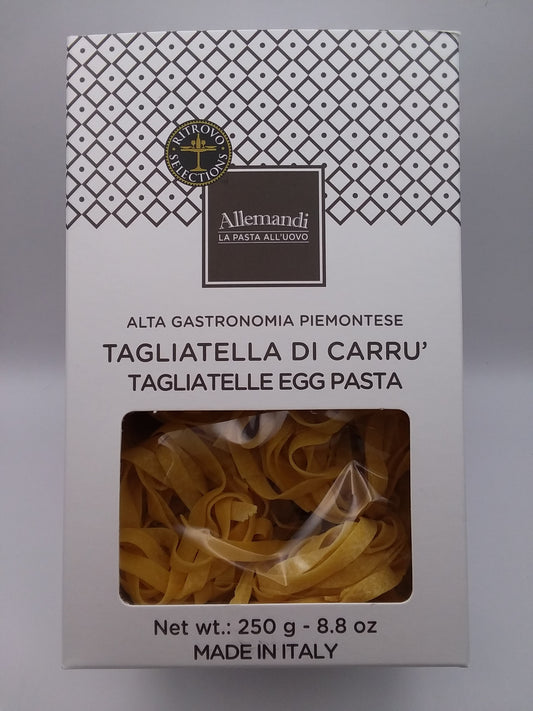 RITROVO
SELECTIONS
Allemandi
LA PASTA ALL'UOVO
ALTA GASTRONOMIA PIEMONTESE
TAGLIATELLA DI CARRU'
TAGLIATELLE EGG PASTA
Net wt.: 250 g - 8.8 oz
MADE IN ITALY